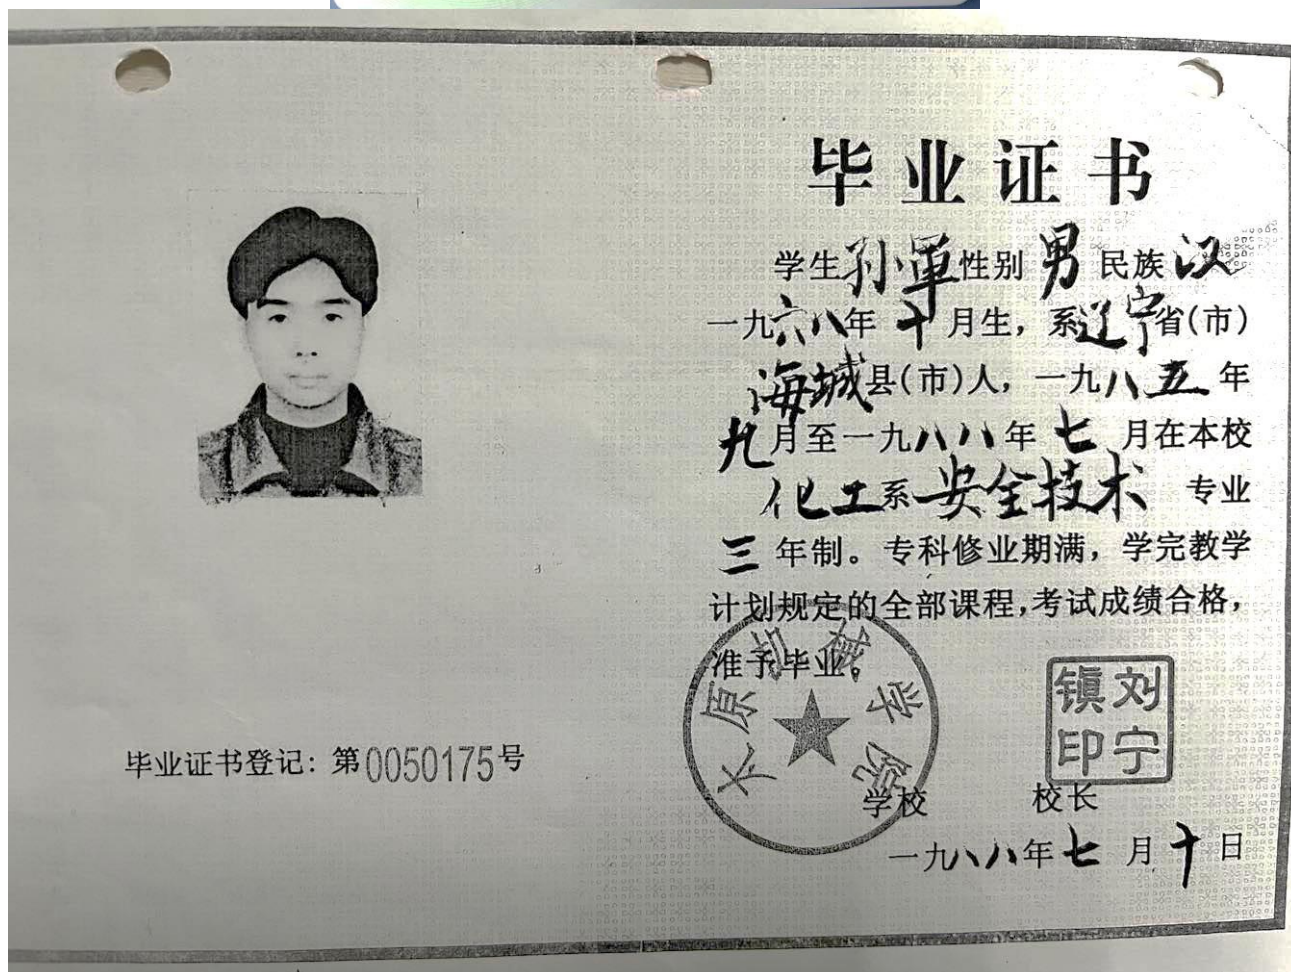 毕业证书
学生孙军性别男民族汉
一九六八年十月生，系辽宁省(市)
海城县(市)人，一九八五年
九月至一九八八年七月在本校
化工系安全技术专业
三年制。专科修业期满，学完教学
计划规定的全部课程，考试成绩合格，
准予毕业。
太原 学院
刘宁镇印
学校 校长
一九八八年七月十日
毕业证书登记：第0050175号